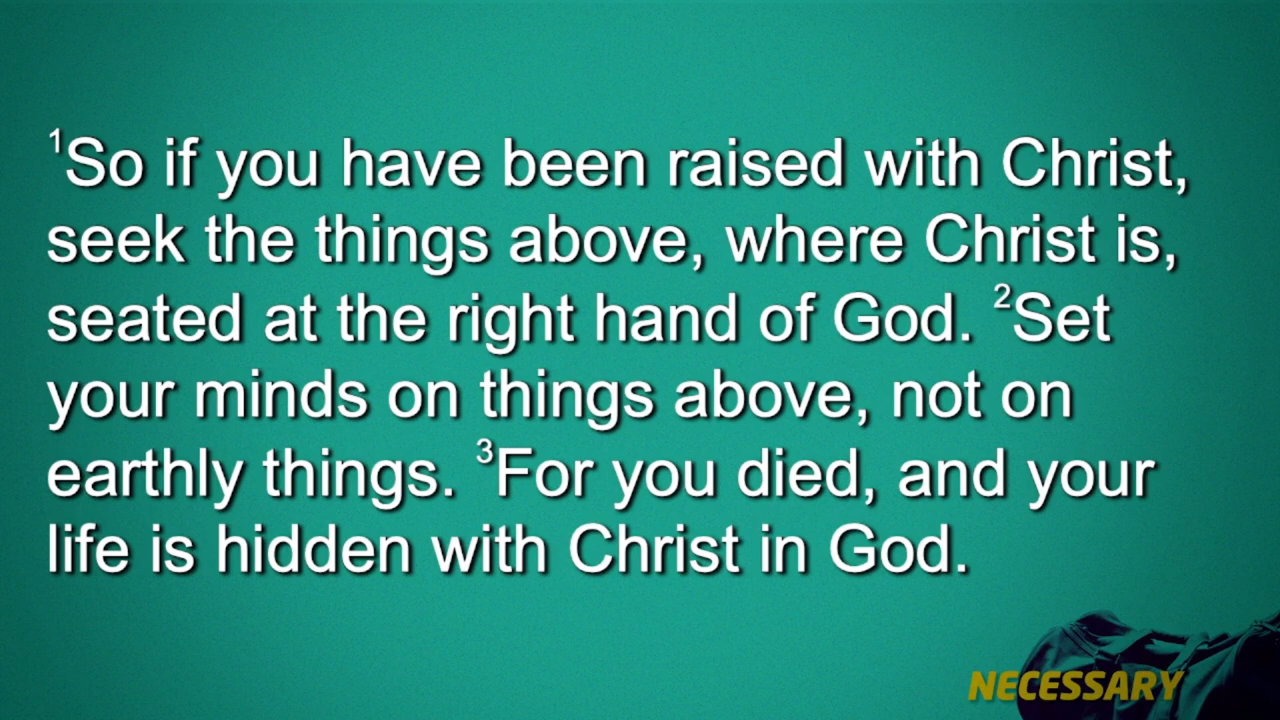 ¹So if you have been raised with Christ,
seek the things above, where Christ is,
seated at the right hand of God. ²Set
your minds on things above, not on
earthly things. ³For you died, and your
life is hidden with Christ in God.
NECESSARY